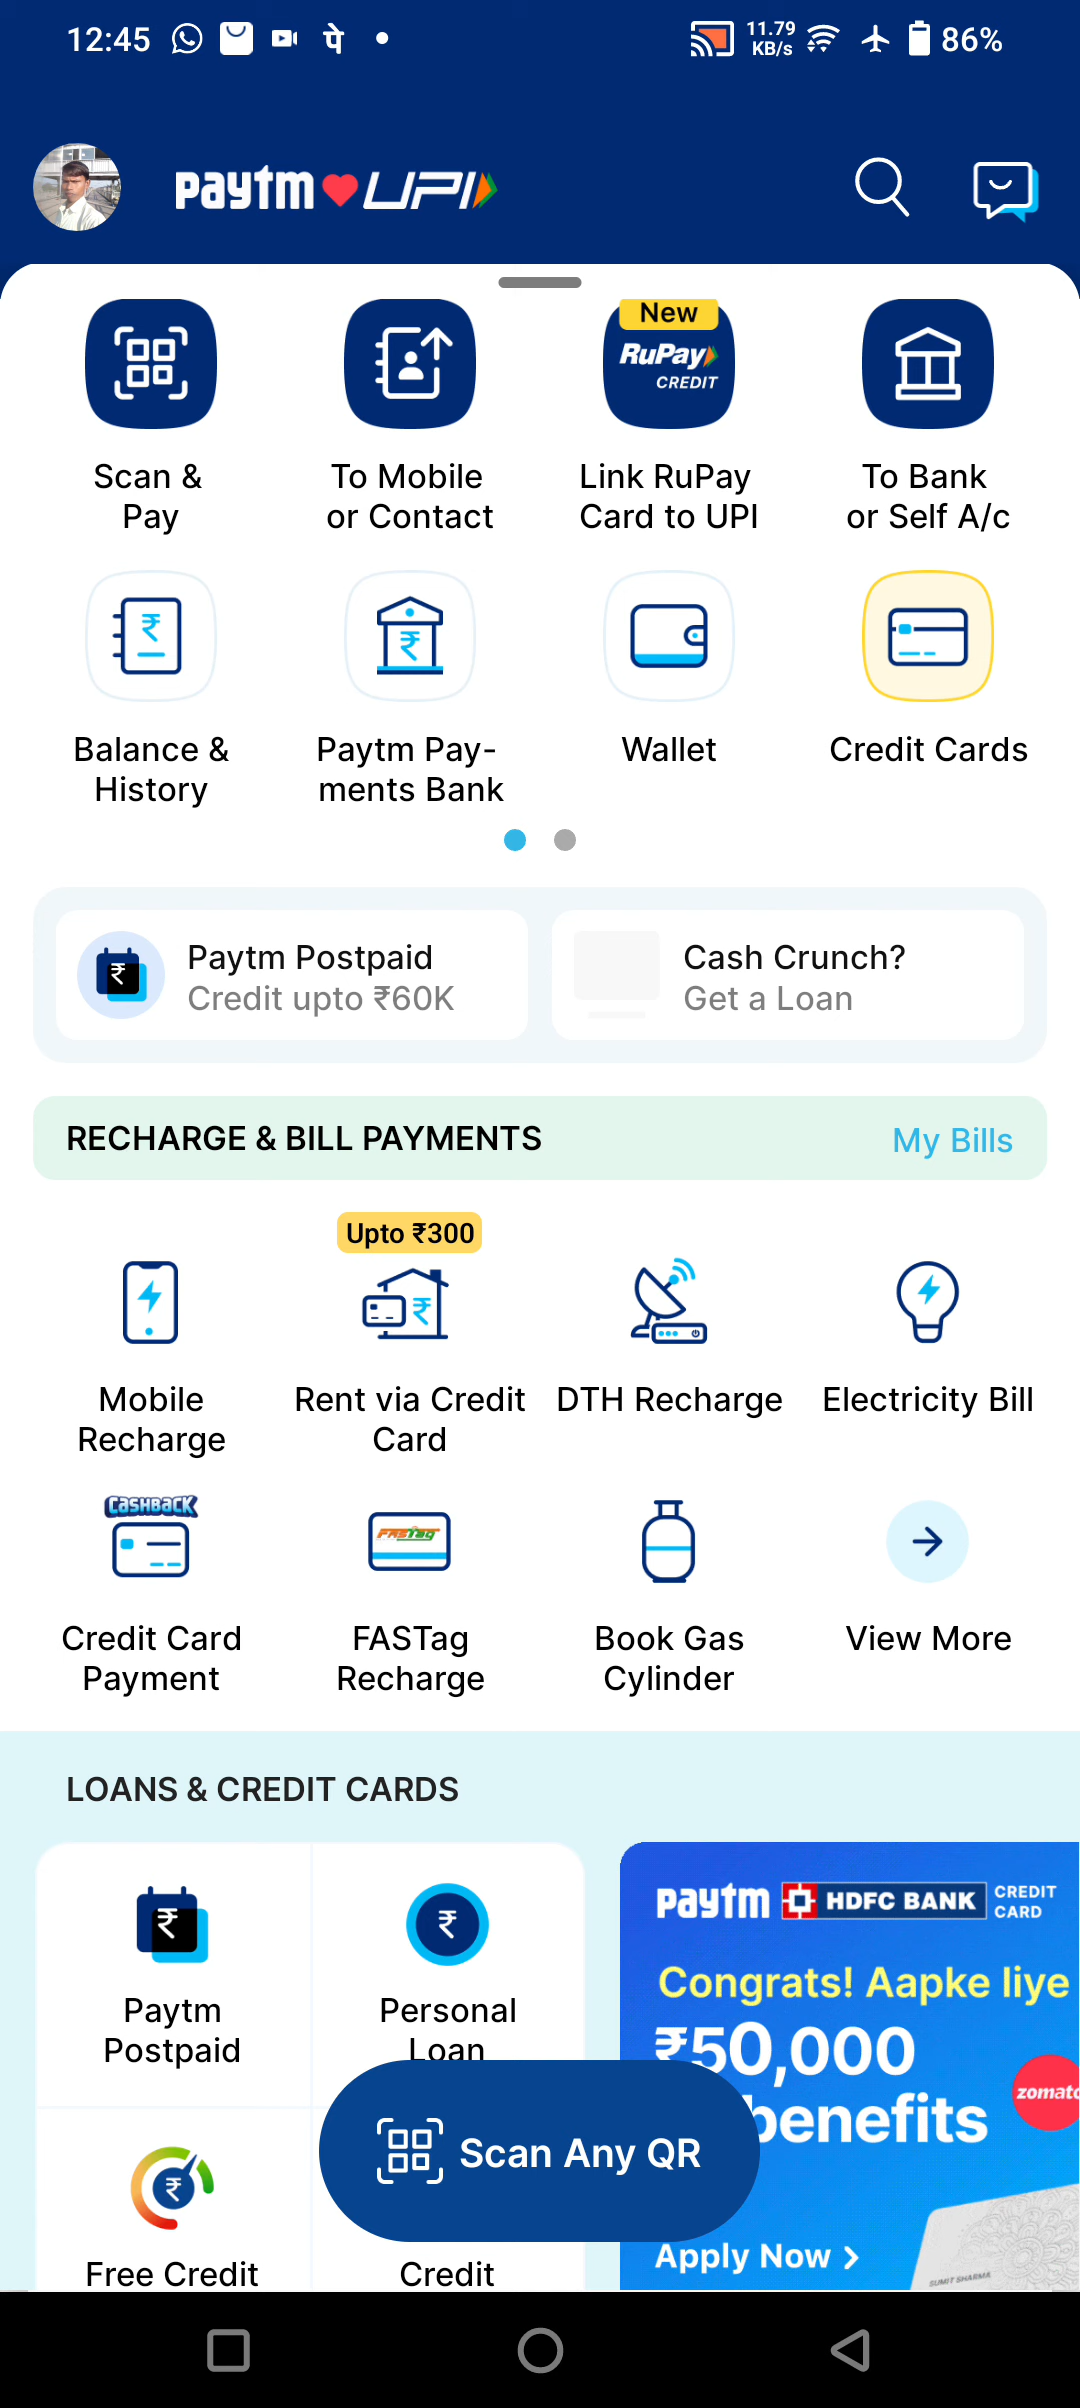 12:45 पे 11.79 KB/s 86%
paytm UPI
New
RuPay CREDIT
Scan & Pay
To Mobile or Contact
Link RuPay Card to UPI
To Bank or Self A/c
Balance & History
Paytm Pay-ments Bank
Wallet
Credit Cards
Paytm Postpaid
Credit upto ₹60K
Cash Crunch?
Get a Loan
RECHARGE & BILL PAYMENTS
My Bills
Upto ₹300
Mobile Recharge
Rent via Credit Card
DTH Recharge
Electricity Bill
CASHBACK
FASTag
Credit Card Payment
FASTag Recharge
Book Gas Cylinder
View More
LOANS & CREDIT CARDS
Paytm Postpaid
Personal Loan
Free Credit
Credit
paytm HDFC BANK CREDIT CARD
Congrats! Aapke liye
₹50,000
benefits
zomato
Apply Now
SUMIT SHARMA
Scan Any QR